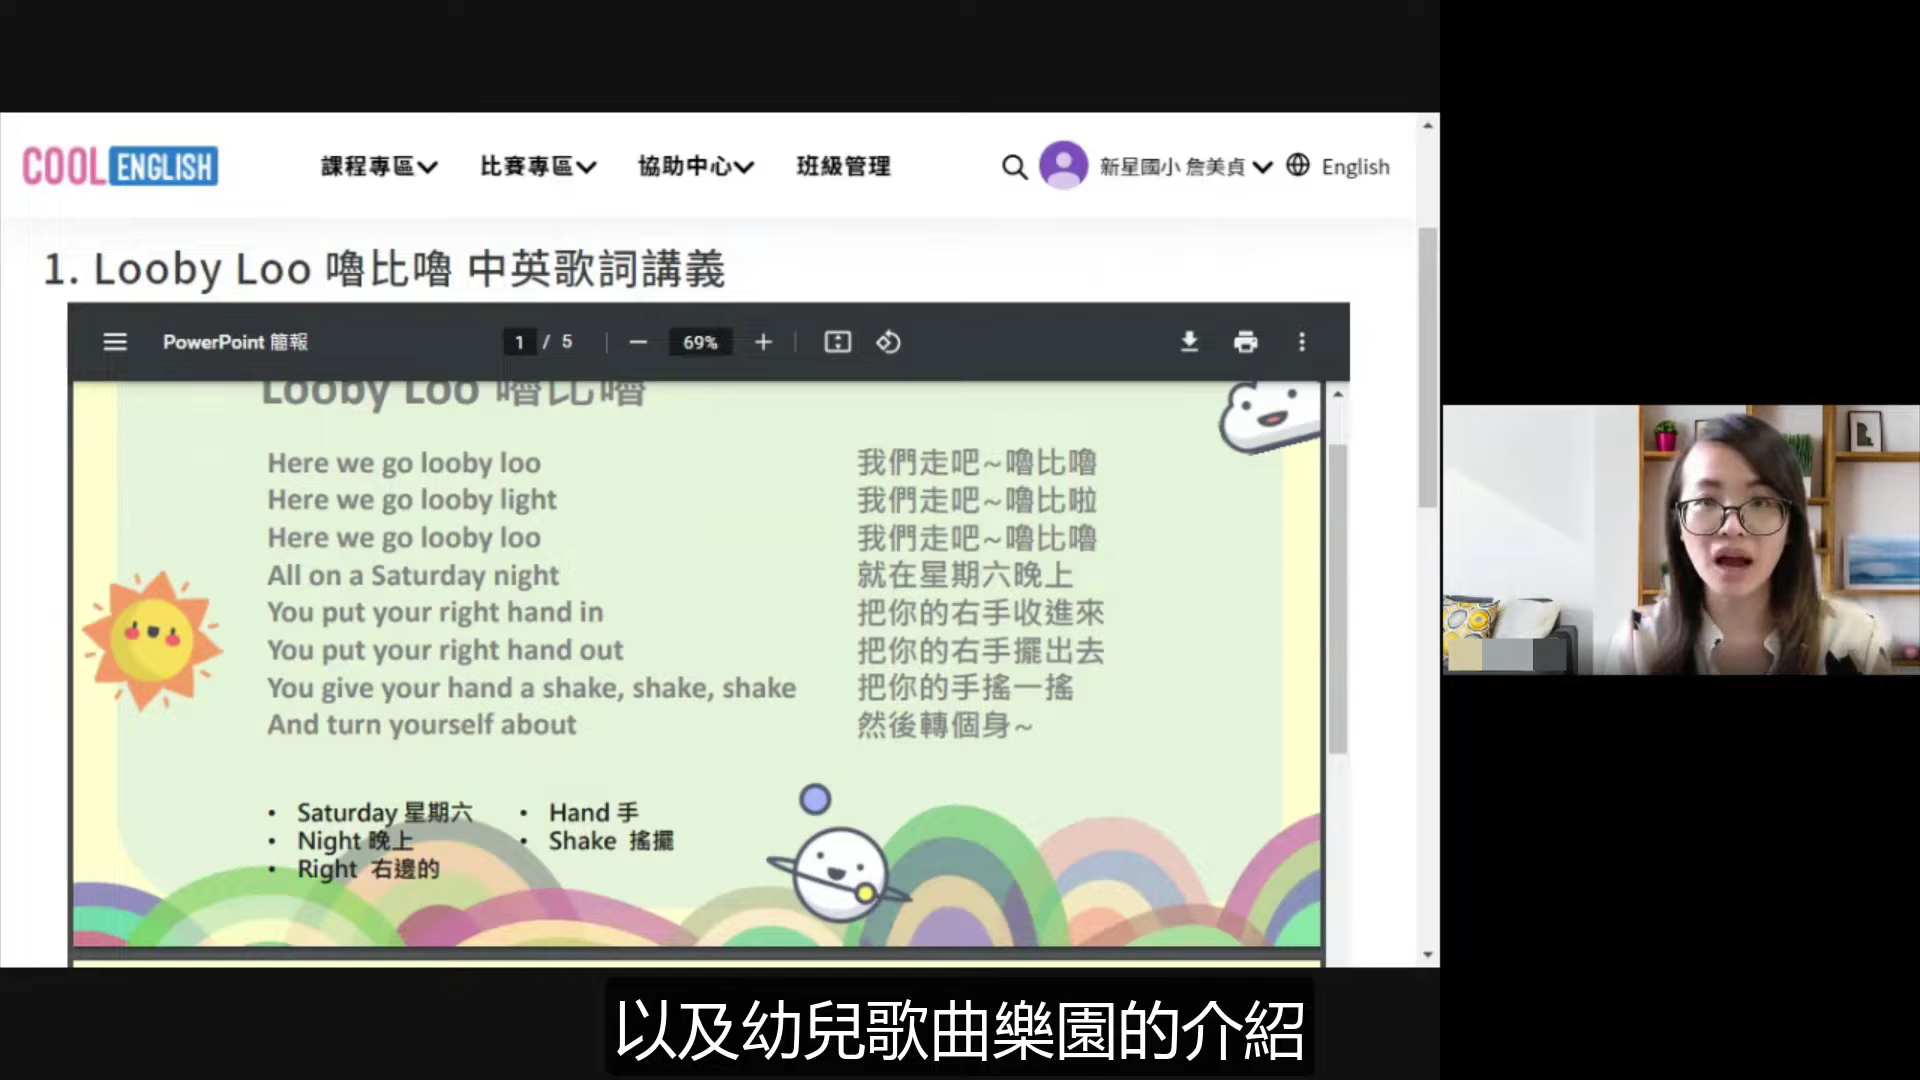 COOL ENGLISH
課程專區 比賽專區 協助中心 班級管理 新星國小 詹美貞 English
1. Looby Loo 嚕比嚕 中英歌詞講義
PowerPoint 簡報 1 / 5 69%
Looby Loo 嚕比嚕
Here we go looby loo 我們走吧~嚕比嚕
Here we go looby light 我們走吧~嚕比啦
Here we go looby loo 我們走吧~嚕比嚕
All on a Saturday night 就在星期六晚上
You put your right hand in 把你的右手收進來
You put your right hand out 把你的右手擺出去
You give your hand a shake, shake, shake 把你的手搖一搖
And turn yourself about 然後轉個身~
• Saturday 星期六 • Hand 手
• Night 晚上 • Shake 搖擺
• Right 右邊的
以及幼兒歌曲樂園的介紹